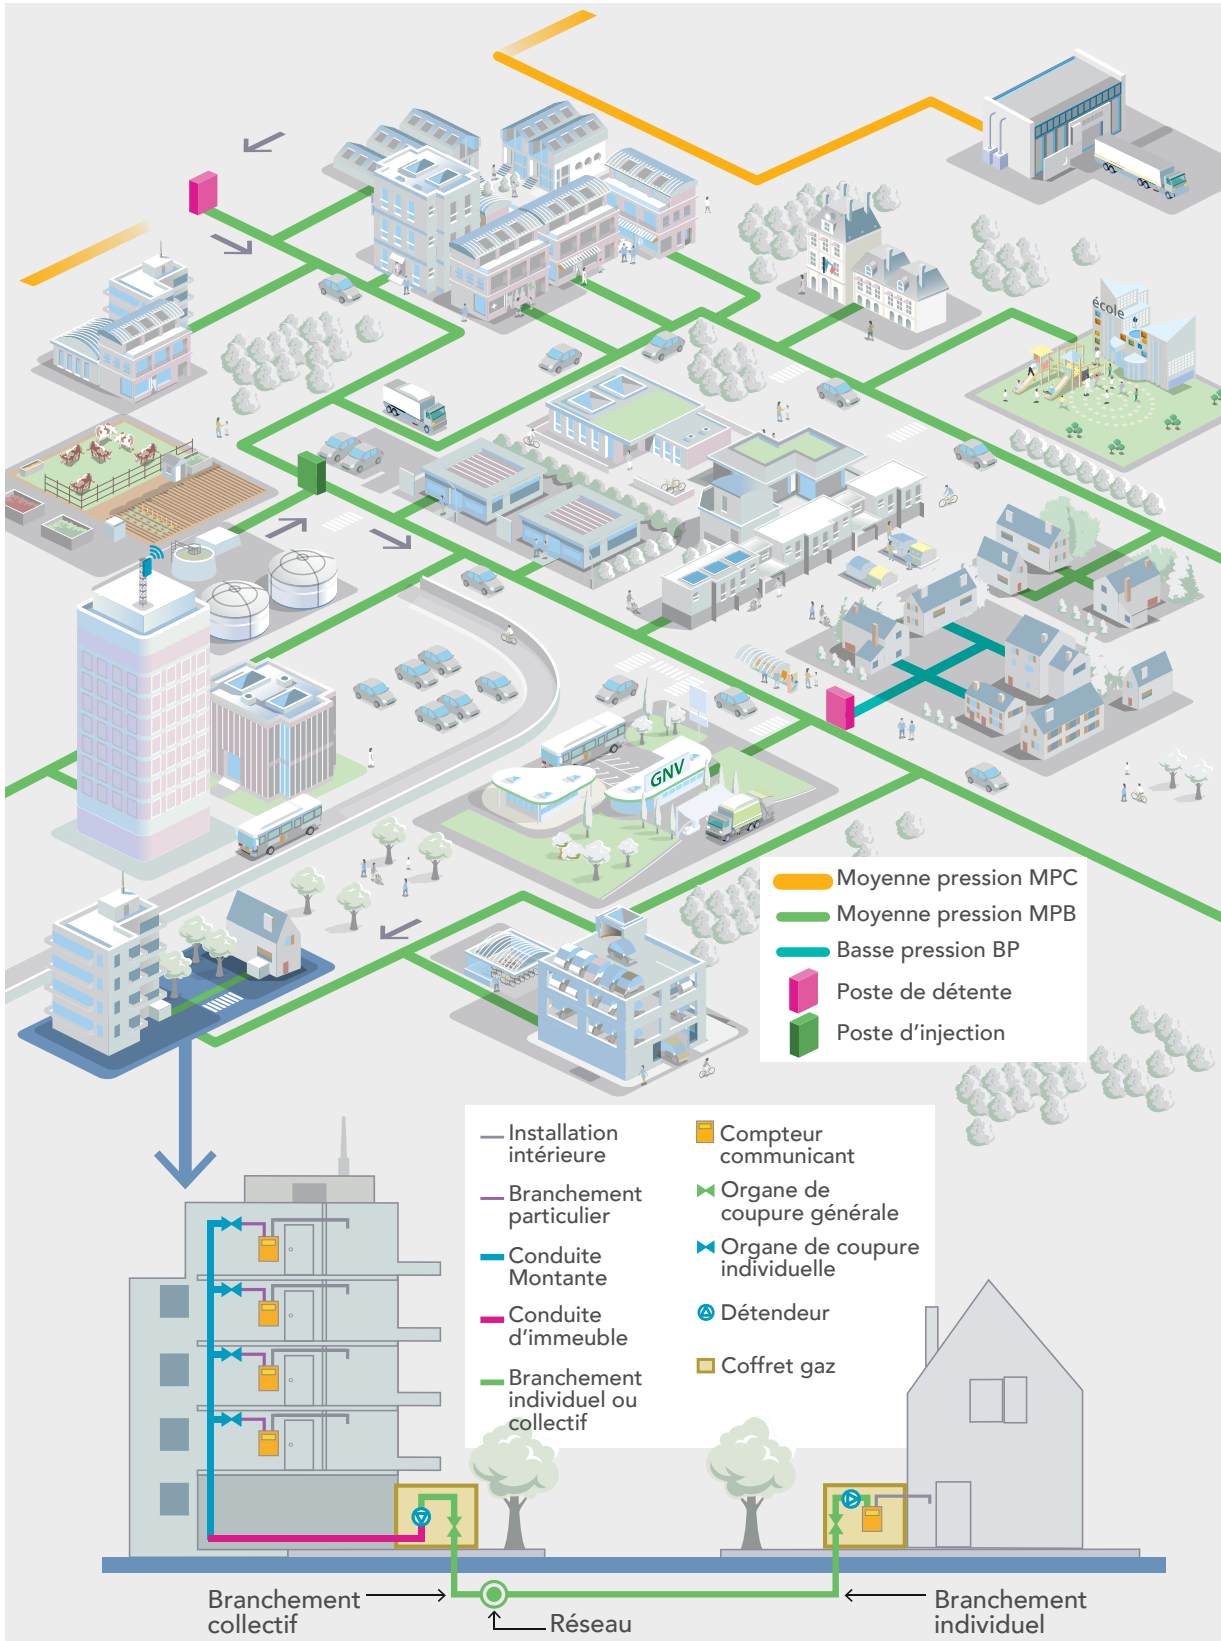 école
GNV
Moyenne pression MPC
Moyenne pression MPB
Basse pression BP
Poste de détente
Poste d'injection
Installation
intérieure
Branchement
particulier
Conduite
Montante
Conduite
d'immeuble
Branchement
individuel ou
collectif
Compteur
communicant
Organe de
coupure générale
Organe de coupure
individuelle
Détendeur
Coffret gaz
Branchement
collectif
Réseau
Branchement
individuel